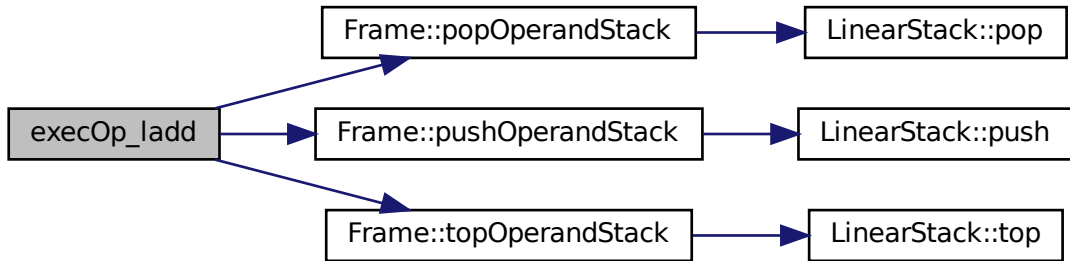 Frame::popOperandStack
LinearStack::pop
execOp_ladd
Frame::pushOperandStack
LinearStack::push
Frame::topOperandStack
LinearStack::top